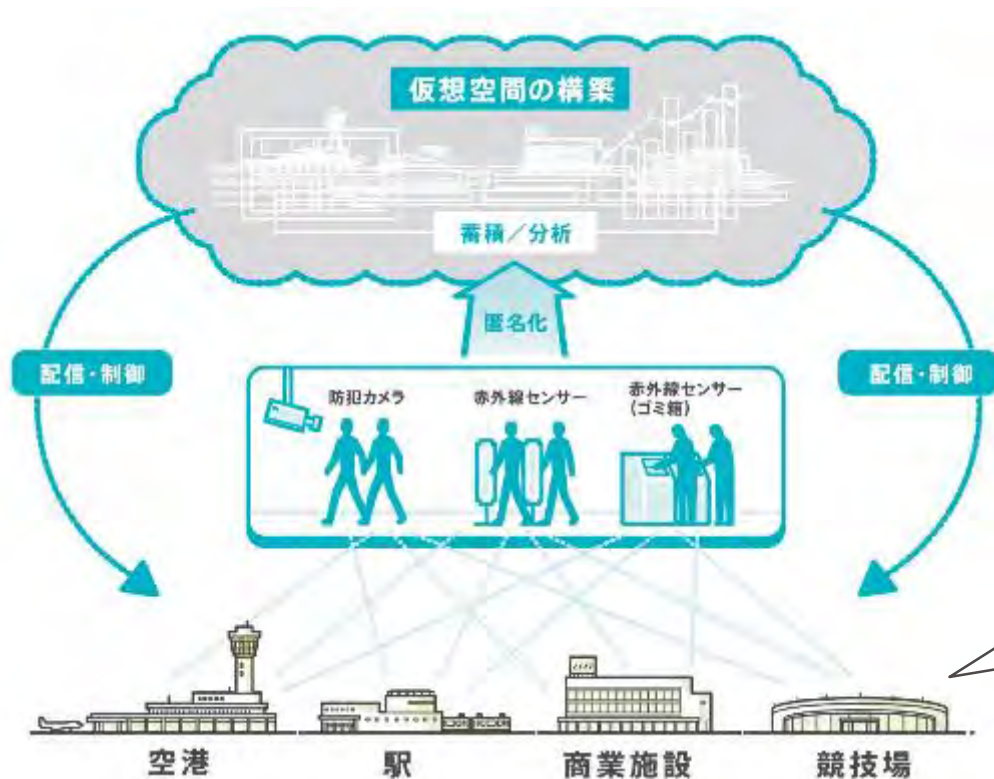 仮想空間の構築
蓄積／分析
匿名化
配信・制御
配信・制御
防犯カメラ
赤外線センサー
赤外線センサー
(ゴミ箱)
空港
駅
商業施設
競技場